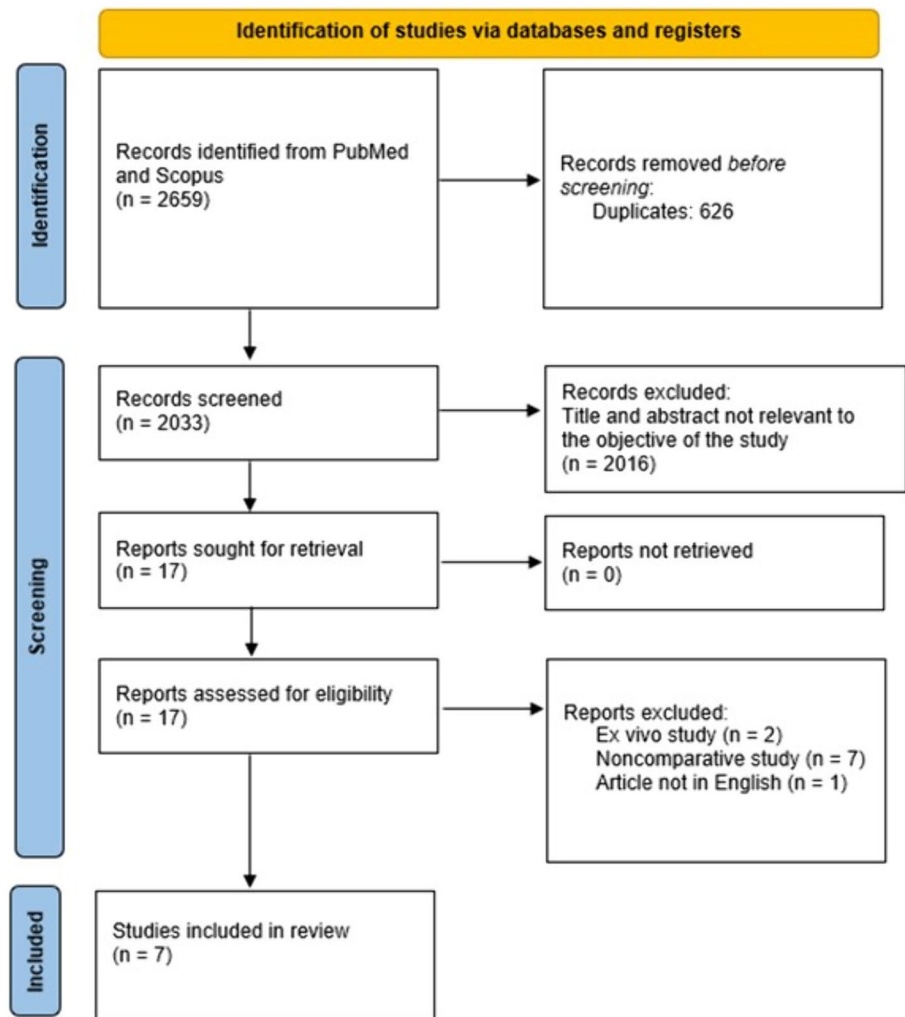 Identification of studies via databases and registers
Identification
Records identified from PubMed
and Scopus
(n = 2659)
Records removed before
screening:
Duplicates: 626
Screening
Records screened
(n = 2033)
Records excluded:
Title and abstract not relevant to
the objective of the study
(n = 2016)
Reports sought for retrieval
(n = 17)
Reports not retrieved
(n = 0)
Reports assessed for eligibility
(n = 17)
Reports excluded:
Ex vivo study (n = 2)
Noncomparative study (n = 7)
Article not in English (n = 1)
Included
Studies included in review
(n = 7)